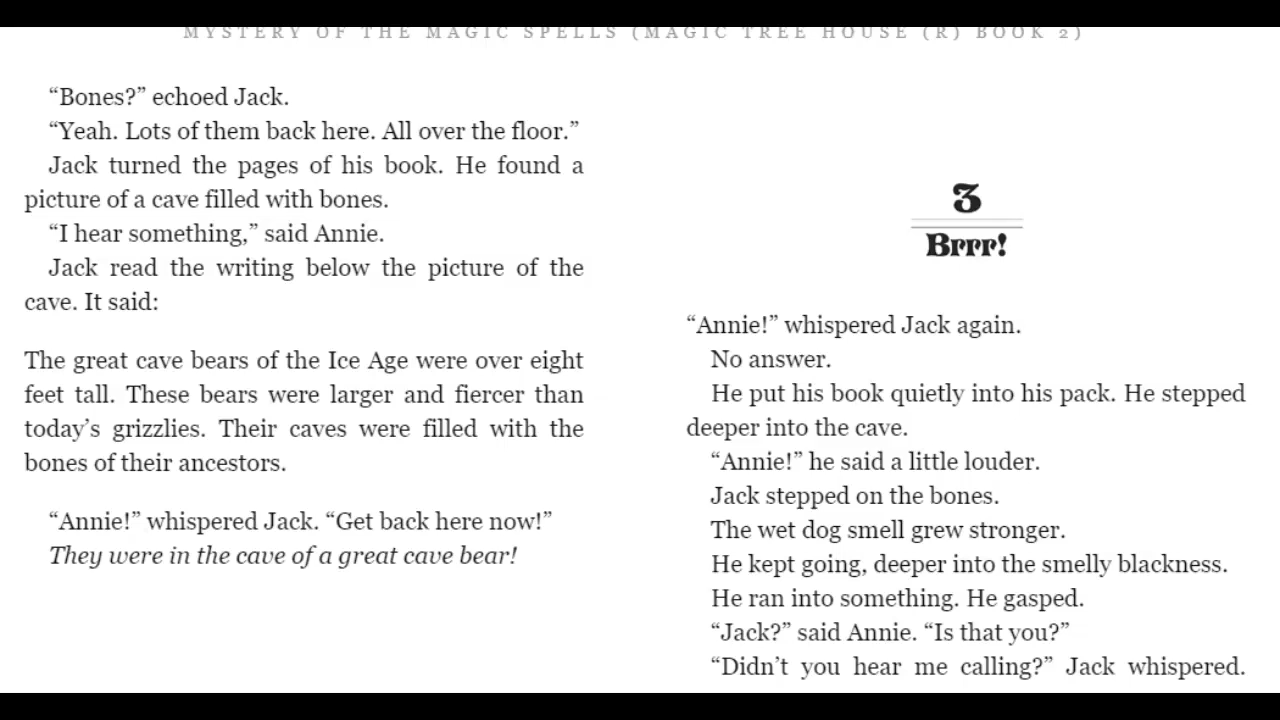 MYSTERY OF THE MAGIC SPELLS (MAGIC TREE HOUSE (R) BOOK 2)
“Bones?” echoed Jack.
“Yeah. Lots of them back here. All over the floor.”
Jack turned the pages of his book. He found a
picture of a cave filled with bones.
“I hear something,” said Annie.
Jack read the writing below the picture of the
cave. It said:
The great cave bears of the Ice Age were over eight
feet tall. These bears were larger and fiercer than
today’s grizzlies. Their caves were filled with the
bones of their ancestors.
“Annie!” whispered Jack. “Get back here now!”
They were in the cave of a great cave bear!
3
Brrr!
“Annie!” whispered Jack again.
No answer.
He put his book quietly into his pack. He stepped
deeper into the cave.
“Annie!” he said a little louder.
Jack stepped on the bones.
The wet dog smell grew stronger.
He kept going, deeper into the smelly blackness.
He ran into something. He gasped.
“Jack?” said Annie. “Is that you?”
“Didn’t you hear me calling?” Jack whispered.